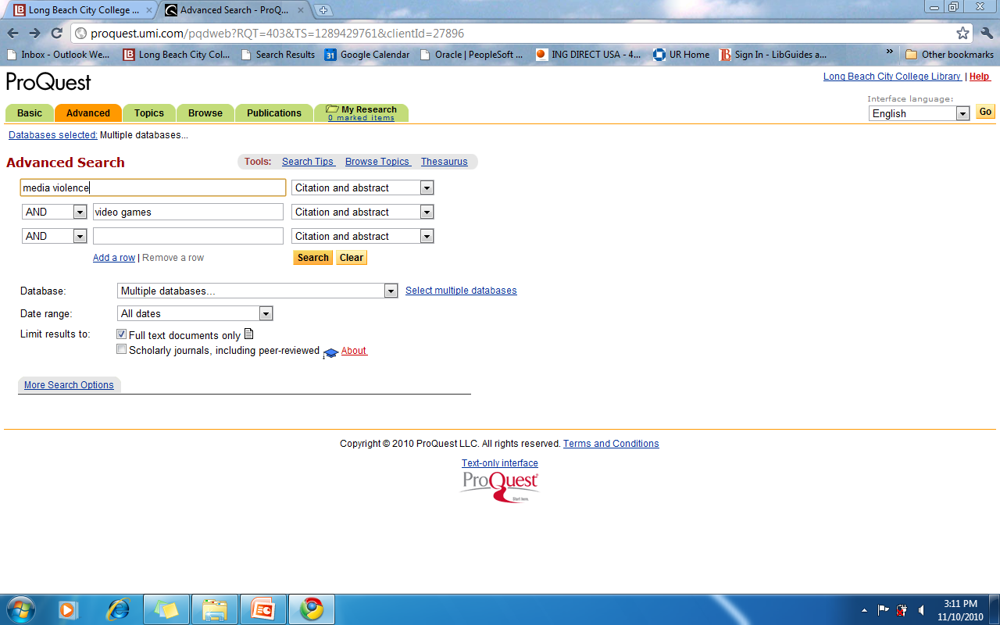 Long Beach City College ...
Advanced Search - ProQ...
proquest.umi.com/pqdweb?RQT=403&TS=1289429761&clientId=27896
Inbox - Outlook We...
Long Beach City Col...
Search Results
31 Google Calendar
Oracle | PeopleSoft ...
ING DIRECT USA - 4...
UR Home
Sign In - LibGuides a...
»
Other bookmarks
ProQuest
Long Beach City College Library | Help
Interface language:
Basic
Advanced
Topics
Browse
Publications
My Research
0 marked items
English
Go
Databases selected: Multiple databases...
Advanced Search
Tools: Search Tips Browse Topics Thesaurus
media violence
Citation and abstract
AND
video games
Citation and abstract
AND
Citation and abstract
Add a row | Remove a row
Search
Clear
Database:
Multiple databases...
Select multiple databases
Date range:
All dates
Limit results to:
Full text documents only
Scholarly journals, including peer-reviewed About
More Search Options
Copyright © 2010 ProQuest LLC. All rights reserved. Terms and Conditions
Text-only interface
ProQuest
Start here.
3:11 PM
11/10/2010